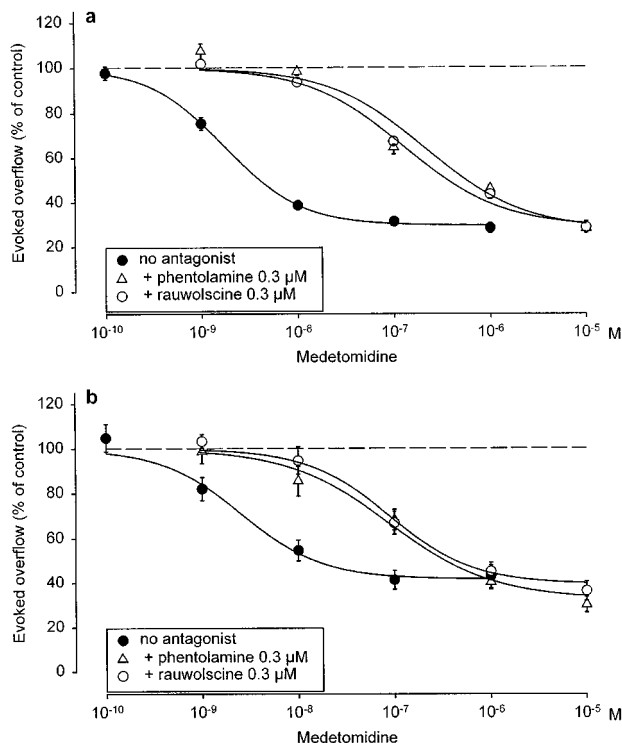 a
Evoked overflow (% of control)
120
100
80
60
40
20
0
no antagonist
+ phentolamine 0.3 µM
+ rauwolscine 0.3 µM
10-10
10-9
10-8
10-7
10-6
10-5
M
Medetomidine
b
Evoked overflow (% of control)
120
100
80
60
40
20
0
no antagonist
+ phentolamine 0.3 µM
+ rauwolscine 0.3 µM
10-10
10-9
10-8
10-7
10-6
10-5
M
Medetomidine